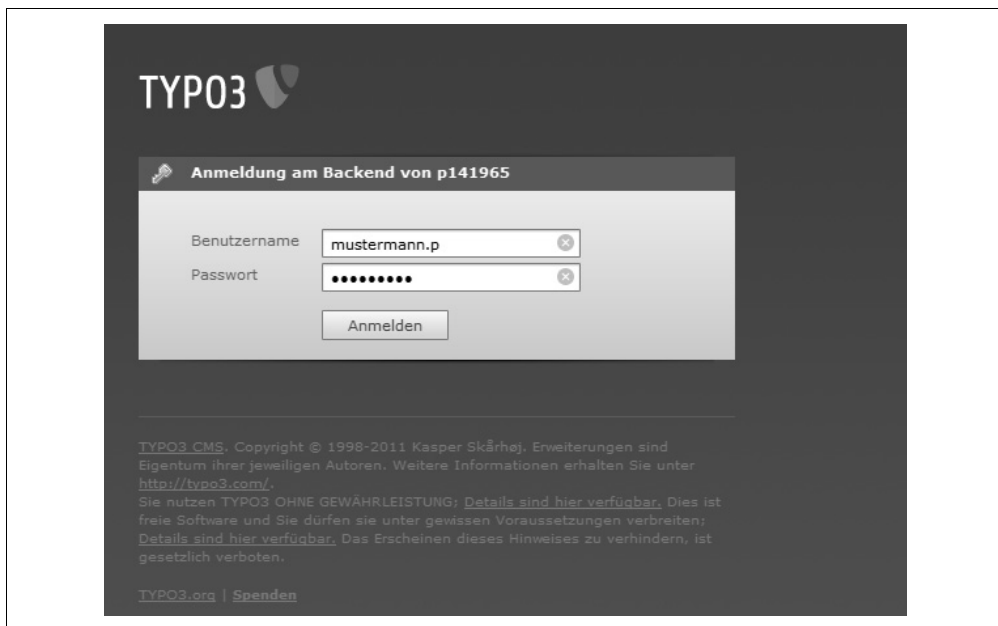 TYPO3
Anmeldung am Backend von p141965
Benutzername mustermann.p
Passwort •••••••••
Anmelden
TYPO3 CMS. Copyright © 1998-2011 Kasper Skårhøj. Erweiterungen sind
Eigentum ihrer jeweiligen Autoren. Weitere Informationen erhalten Sie unter
http://typo3.com/.
Sie nutzen TYPO3 OHNE GEWÄHRLEISTUNG; Details sind hier verfügbar. Dies ist
freie Software und Sie dürfen sie unter gewissen Voraussetzungen verbreiten;
Details sind hier verfügbar. Das Erscheinen dieses Hinweises zu verhindern, ist
gesetzlich verboten.
TYPO3.org | Spenden